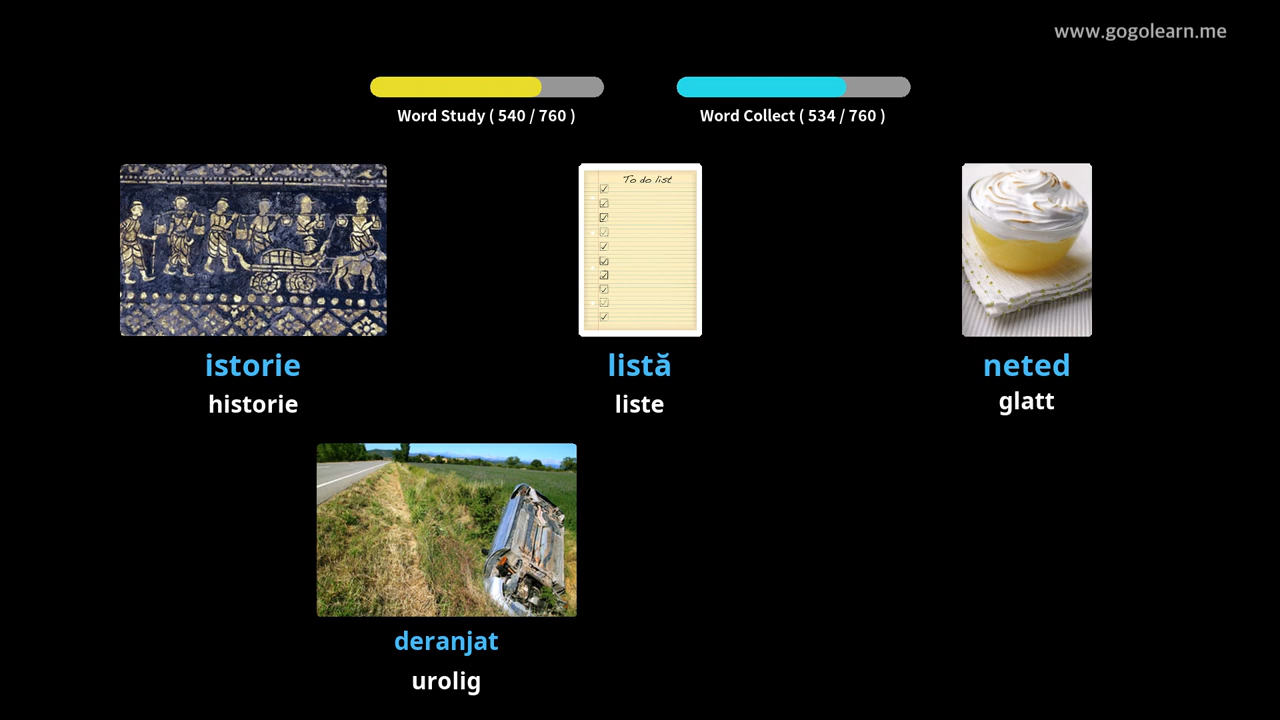 www.gogolearn.me
Word Study ( 540 / 760 )
Word Collect ( 534 / 760 )
To do list
istorie
listă
neted
historie
liste
glatt
deranjat
urolig